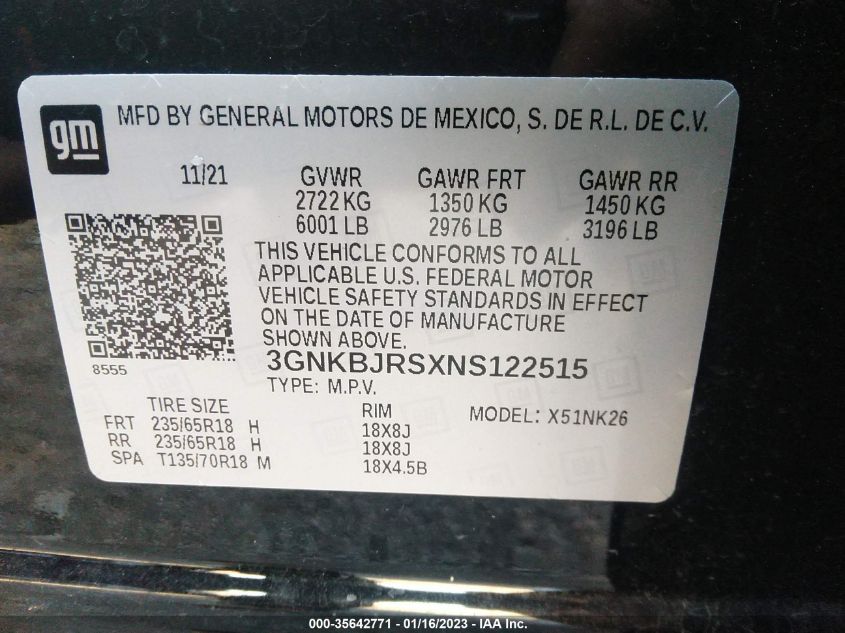 gm
MFD BY GENERAL MOTORS DE MEXICO, S. DE R.L. DE C.V.
11/21 GVWR GAWR FRT GAWR RR
2722 KG 1350 KG 1450 KG
6001 LB 2976 LB 3196 LB
THIS VEHICLE CONFORMS TO ALL
APPLICABLE U.S. FEDERAL MOTOR
VEHICLE SAFETY STANDARDS IN EFFECT
ON THE DATE OF MANUFACTURE
SHOWN ABOVE.
8555
3GNKBJRSXNS122515
TYPE: M.P.V.
TIRE SIZE RIM MODEL: X51NK26
FRT 235/65R18 H 18X8J
RR 235/65R18 H 18X8J
SPA T135/70R18 M 18X4.5B
000-35642771 - 01/16/2023 - IAA Inc.